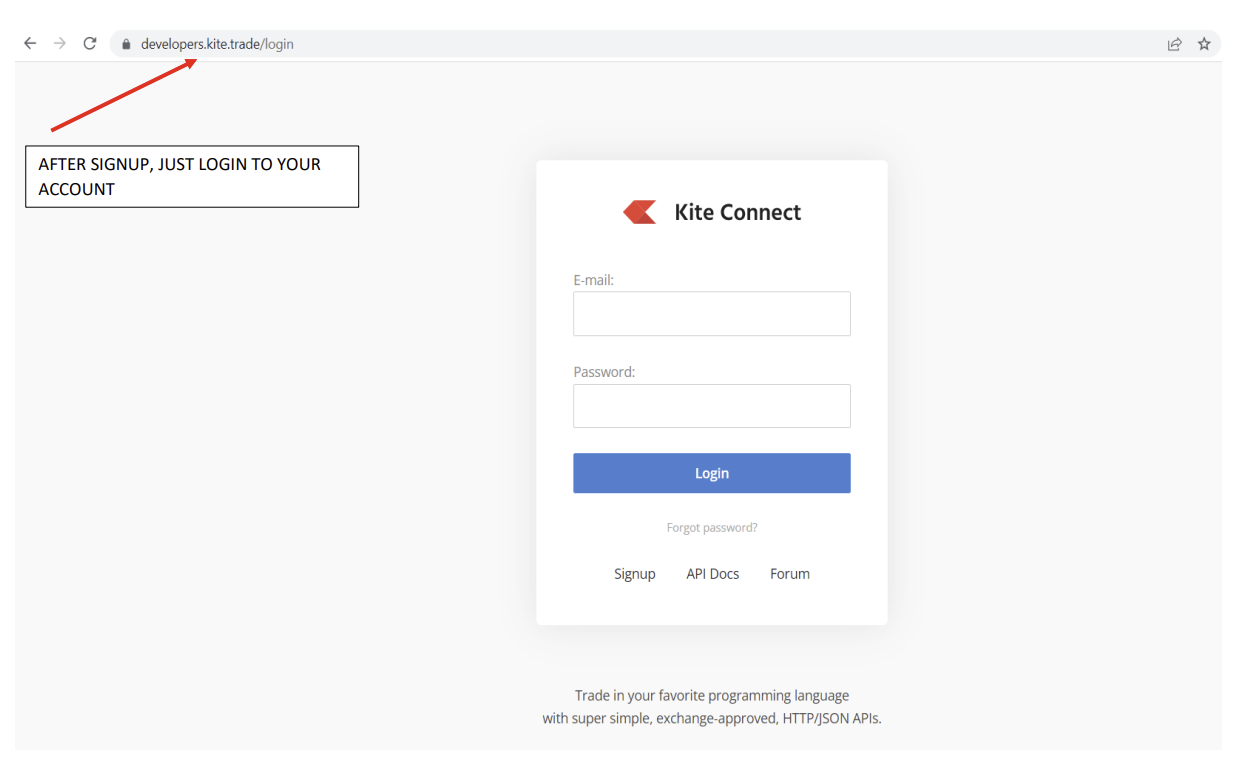 developers.kite.trade/login
AFTER SIGNUP, JUST LOGIN TO YOUR
ACCOUNT
Kite Connect
E-mail:
Password:
Login
Forgot password?
Signup API Docs Forum
Trade in your favorite programming language
with super simple, exchange-approved, HTTP/JSON APIs.